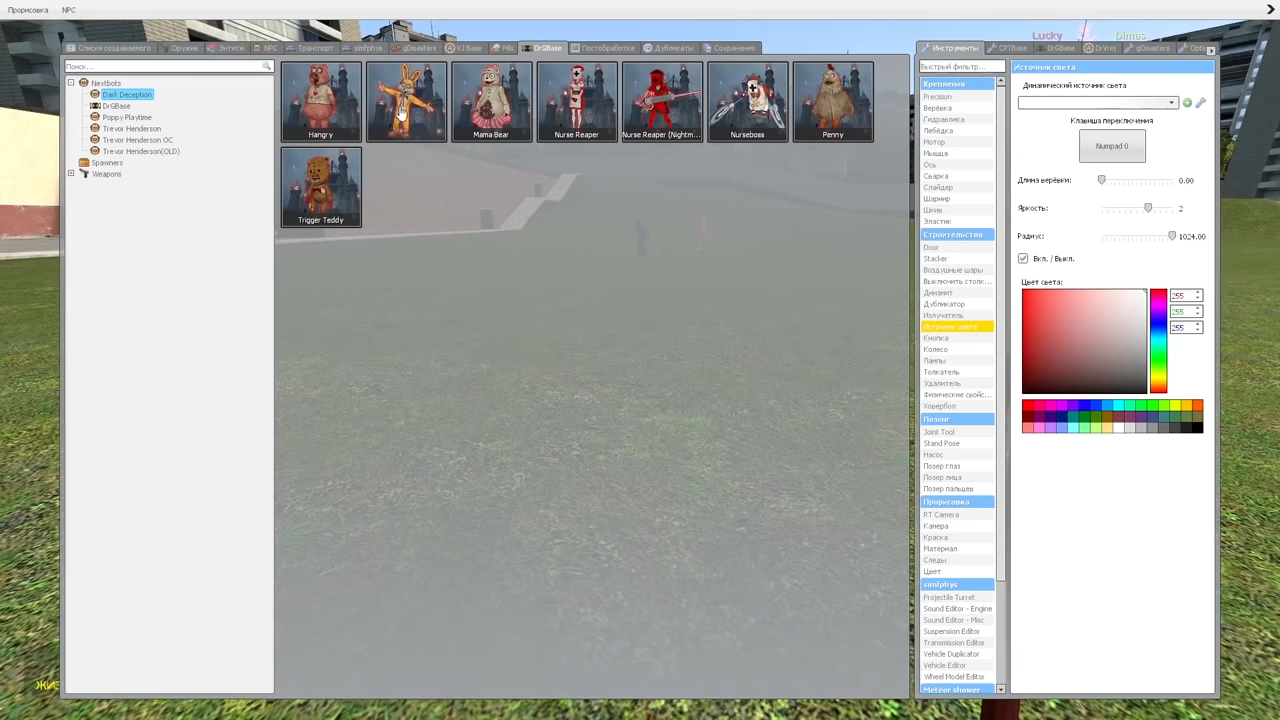 Прорисовка NPC
Lucky Dimas
Списки создаваемого Оружие Энтити NPC Транспорт simfphys gDisasters VJ Base Pills DrGBase Постобработка Дубликаты Сохранения
Поиск...
Nextbots
Dark Deception
DrGBase
Poppy Playtime
Trevor Henderson
Trevor Henderson OC
Trevor Henderson(OLD)
Spawners
Weapons
Hangry
Mama Bear
Nurse Reaper
Nurse Reaper (Nightm...
Nurseboss
Penny
Trigger Teddy
Инструменты CPTBase DrGBase DrVrej gDisasters
Быстрый фильтр...
Крепления
Precision
Верёвка
Гидравлика
Лебёдка
Мотор
Мышца
Ось
Сварка
Слайдер
Шарнир
Шкив
Эластик
Строительство
Door
Stacker
Воздушные шары
Выключить столк...
Динамит
Дубликатор
Излучатель
Источник света
Кнопка
Колесо
Лампы
Толкатель
Удалитель
Физические свойс...
Ховербол
Позинг
Joint Tool
Stand Pose
Насос
Позер глаз
Позер лица
Позер пальцев
Прорисовка
RT Camera
Камера
Краска
Материал
Следы
Цвет
simfphys
Projectile Turret
Sound Editor - Engine
Sound Editor - Misc
Suspension Editor
Transmission Editor
Vehicle Duplicator
Vehicle Editor
Wheel Model Editor
Meteor shower
Источник света
Динамический источник света
Клавиша переключения
Numpad 0
Длина верёвки: 0.00
Яркость: 2
Радиус: 1024.00
Вкл. / Выкл.
Цвет света:
255
255
255